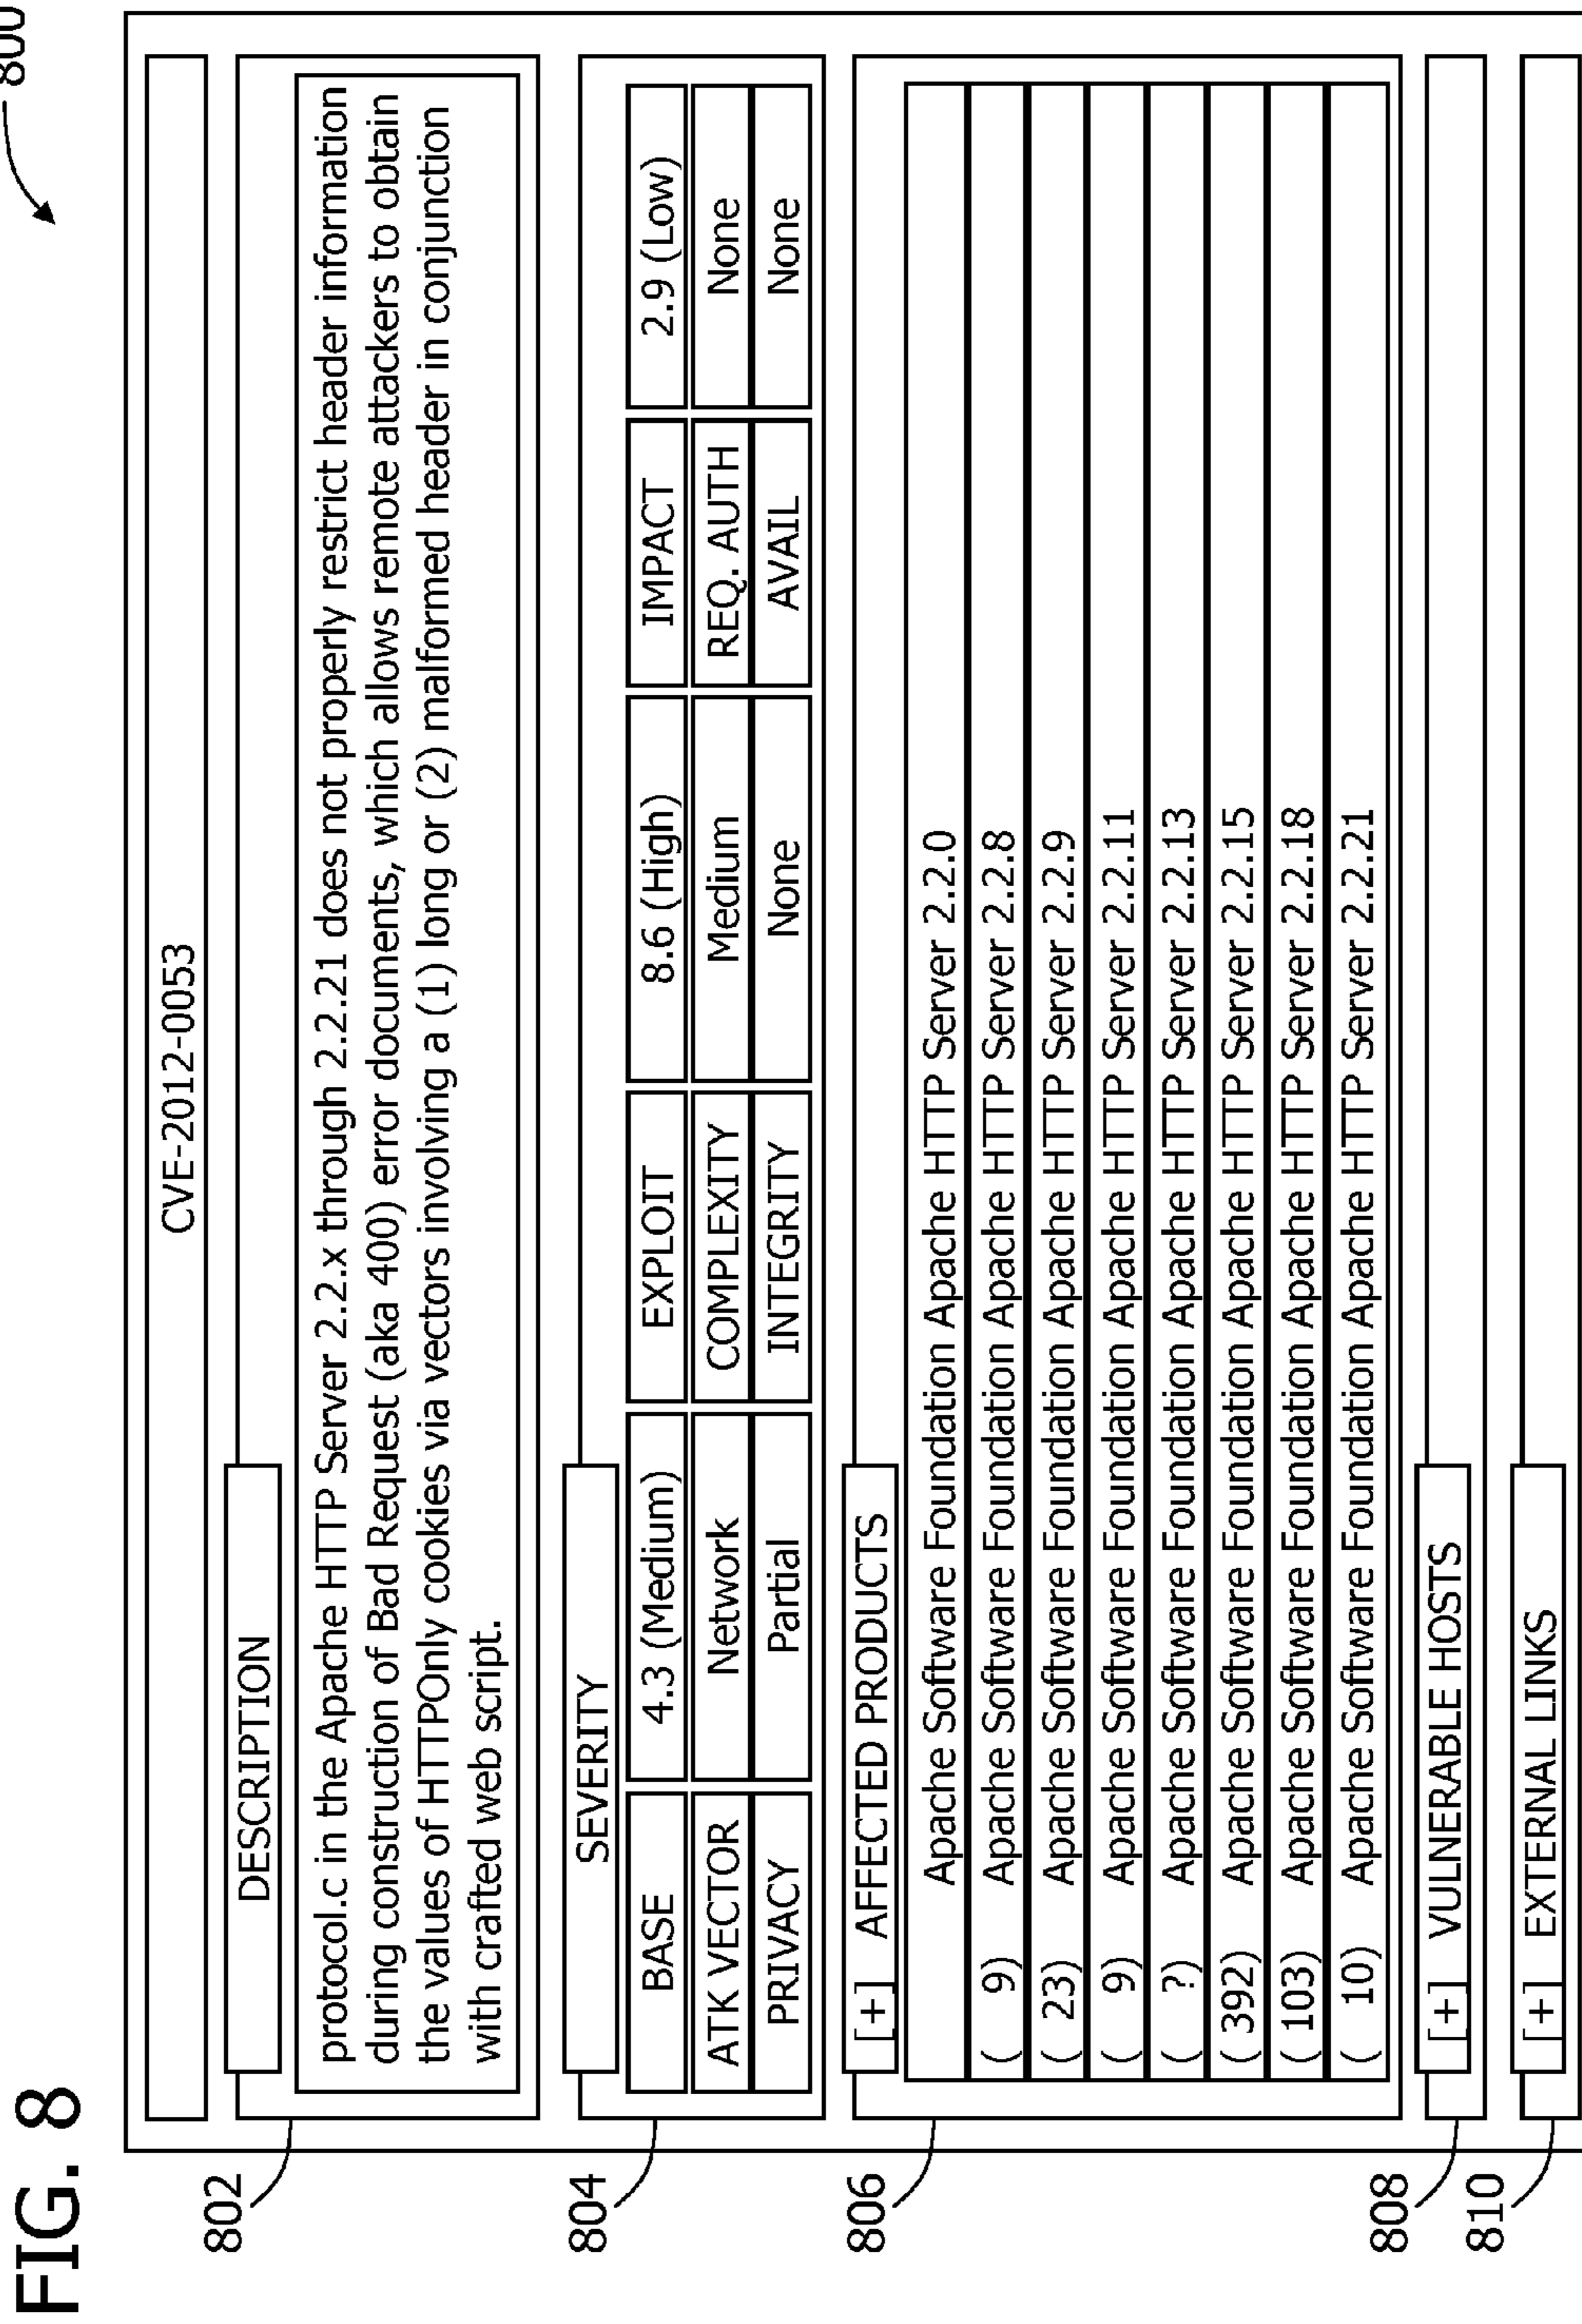 FIG. 8
800
CVE-2012-0053
802
DESCRIPTION
protocol.c in the Apache HTTP Server 2.2.x through 2.2.21 does not properly restrict header information
during construction of Bad Request (aka 400) error documents, which allows remote attackers to obtain
the values of HTTPOnly cookies via vectors involving a (1) long or (2) malformed header in conjunction
with crafted web script.
804
SEVERITY
BASE 4.3 (Medium) EXPLOIT 8.6 (High) IMPACT 2.9 (Low)
ATK VECTOR Network COMPLEXITY Medium REQ. AUTH None
PRIVACY Partial INTEGRITY None AVAIL None
806
[+] AFFECTED PRODUCTS
Apache Software Foundation Apache HTTP Server 2.2.0
( 9) Apache Software Foundation Apache HTTP Server 2.2.8
( 23) Apache Software Foundation Apache HTTP Server 2.2.9
( 9) Apache Software Foundation Apache HTTP Server 2.2.11
( ?) Apache Software Foundation Apache HTTP Server 2.2.13
( 392) Apache Software Foundation Apache HTTP Server 2.2.15
( 103) Apache Software Foundation Apache HTTP Server 2.2.18
( 10) Apache Software Foundation Apache HTTP Server 2.2.21
808
[+] VULNERABLE HOSTS
810
[+] EXTERNAL LINKS